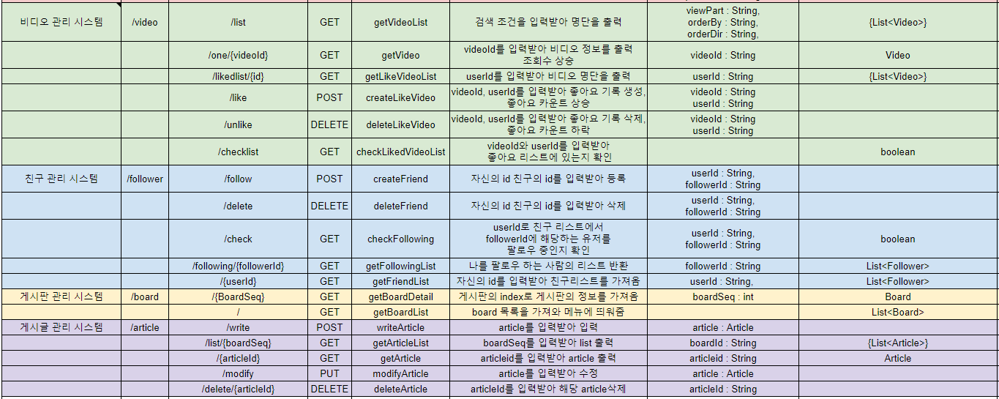 비디오 관리 시스템 /video /list GET getVideoList 검색 조건을 입력받아 명단을 출력 viewPart : String, {List<Video>}
orderBy : String,
orderDir : String,
/one/{videoId} GET getVideo videoId를 입력받아 비디오 정보를 출력 videoId : String Video
조회수 상승
/likedlist/{id} GET getLikeVideoList userId를 입력받아 비디오 명단을 출력 userId : String {List<Video>}
/like POST createLikeVideo videoId, userId를 입력받아 좋아요 기록 생성, videoId : String
좋아요 카운트 상승 userId : String
/unlike DELETE deleteLikeVideo videoId, userId를 입력받아 좋아요 기록 삭제, videoId : String
좋아요 카운트 하락 userId : String
/checklist GET checkLikedVideoList videoId와 userId를 입력받아 boolean
좋아요 리스트에 있는지 확인
친구 관리 시스템 /follower /follow POST createFriend 자신의 id 친구의 id를 입력받아 등록 userId : String,
followerId : String
/delete DELETE deleteFriend 자신의 id 친구의 id를 입력받아 삭제 userId : String,
followerId : String
/check GET checkFollowing userId로 친구 리스트에서 userId : String, boolean
followerId에 해당하는 유저를 followerId : String
팔로우 중인지 확인
/following/{followerId} GET getFollowingList 나를 팔로우 하는 사람의 리스트 반환 followerId : String List<Follower>
/{userId} GET getFriendList 자신의 id를 입력받아 친구리스트를 가져옴 userId : String, List<Follower>
게시판 관리 시스템 /board /{BoardSeq} GET getBoardDetail 게시판의 index로 게시판의 정보를 가져옴 boardSeq : int Board
/ GET getBoardList board 목록을 가져와 메뉴에 띄워줌 List<Board>
게시글 관리 시스템 /article /write POST writeArticle article를 입력받아 입력 article : Article
/list/{boardSeq} GET getArticleList boardSeq를 입력받아 list 출력 boardId : String {List<Article>}
/{articleId} GET getArticle articleid를 입력받아 article 출력 articleid : String Article
/modify PUT modifyArticle article를 입력받아 수정 article : Article
/delete/{articleId} DELETE deleteArticle articleId를 입력받아 해당 article삭제 articleId : String